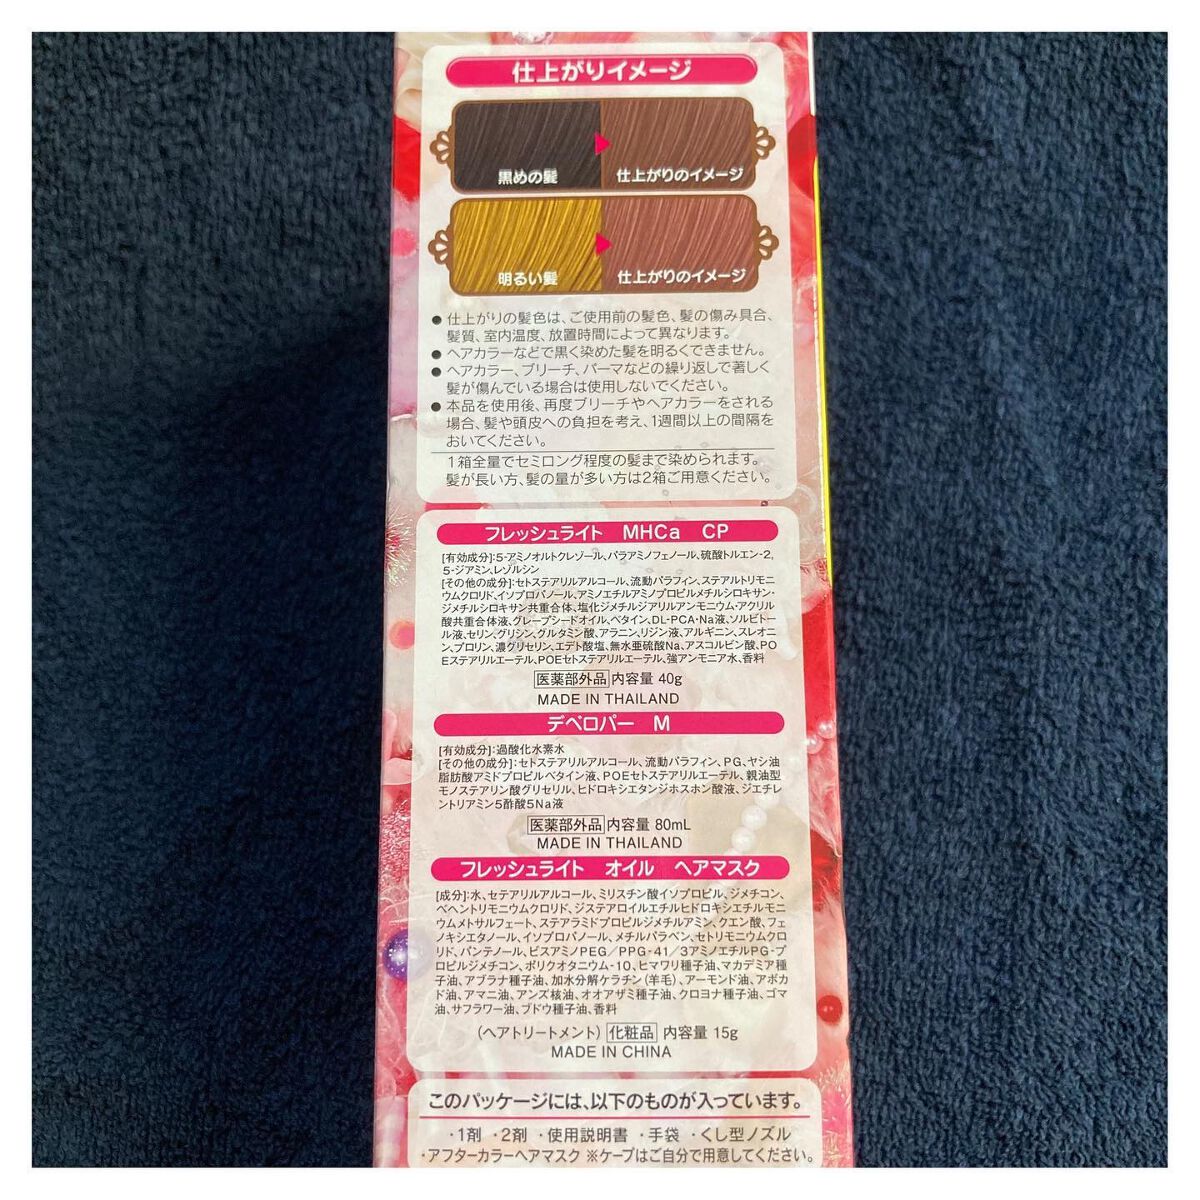 仕上がりイメージ
黒めの髪
仕上がりのイメージ
明るい髪
仕上がりのイメージ
● 仕上がりの髪色は、ご使用前の髪色、髪の傷み具合、
髪質、室内温度、放置時間によって異なります。
● ヘアカラーなどで黒く染めた髪を明るくできません。
● ヘアカラー、ブリーチ、パーマなどの繰り返しで著しく
髪が傷んでいる場合は使用しないでください。
● 本品を使用後、再度ブリーチやヘアカラーをされる
場合、髪や頭皮への負担を考え、1週間以上の間隔を
おいてください。
1箱全量でセミロング程度の髪まで染められます。
髪が長い方、髪の量が多い方は2箱ご用意ください。
フレッシュライト MHCa CP
[有効成分]:5-アミノオルトクレゾール、パラアミノフェノール、硫酸トルエン-2,
5-ジアミン、レゾルシン
[その他の成分]:セトステアリルアルコール、流動パラフィン、ステアルトリモニ
ウムクロリド、イソプロパノール、アミノエチルアミノプロピルメチルシロキサン・
ジメチルシロキサン共重合体、塩化ジメチルジアリルアンモニウム・アクリル
酸共重合体液、グレープシードオイル、ベタイン、DL-PCA・Na液、ソルビトー
ル液、セリン、グリシン、グルタミン酸、アラニン、リジン液、アルギニン、スレオニ
ン、プロリン、濃グリセリン、エデト酸塩、無水亜硫酸Na、アスコルビン酸、PO
Eステアリルエーテル、POEセトステアリルエーテル、強アンモニア水、香料
医薬部外品 内容量 40g
MADE IN THAILAND
デベロパー M
[有効成分]:過酸化水素水
[その他の成分]:セトステアリルアルコール、流動パラフィン、PG、ヤシ油
脂肪酸アミドプロピルベタイン液、POEセトステアリルエーテル、親油型
モノステアリン酸グリセリル、ヒドロキシエタンジホスホン酸液、ジエチレ
ントリアミン5酢酸5Na液
医薬部外品 内容量 80mL
MADE IN THAILAND
フレッシュライト オイル ヘアマスク
[成分]:水、セテアリルアルコール、ミリスチン酸イソプロピル、ジメチコン、
ベヘントリモニウムクロリド、ジステアロイルエチルヒドロキシエチルモニ
ウムメトサルフェート、ステアラミドプロピルジメチルアミン、クエン酸、フェ
ノキシエタノール、イソプロパノール、メチルパラベン、セトリモニウムクロ
リド、パンテノール、ビスアミノPEG/PPG-41/3アミノエチルPG-プ
ロピルジメチコン、ポリクオタニウム-10、ヒマワリ種子油、マカデミア種
子油、アブラナ種子油、加水分解ケラチン(羊毛)、アーモンド油、アボカ
ド油、アマニ油、アンズ核油、オオアザミ種子油、クロヨナ種子油、ゴマ
油、サフラワー油、ブドウ種子油、香料
(ヘアトリートメント) 化粧品 内容量 15g
MADE IN CHINA
このパッケージには、以下のものが入っています。
・1剤 ・2剤 ・使用説明書 ・手袋 ・くし型ノズル
・アフターカラーヘアマスク ※ケープはご自分で用意してください。